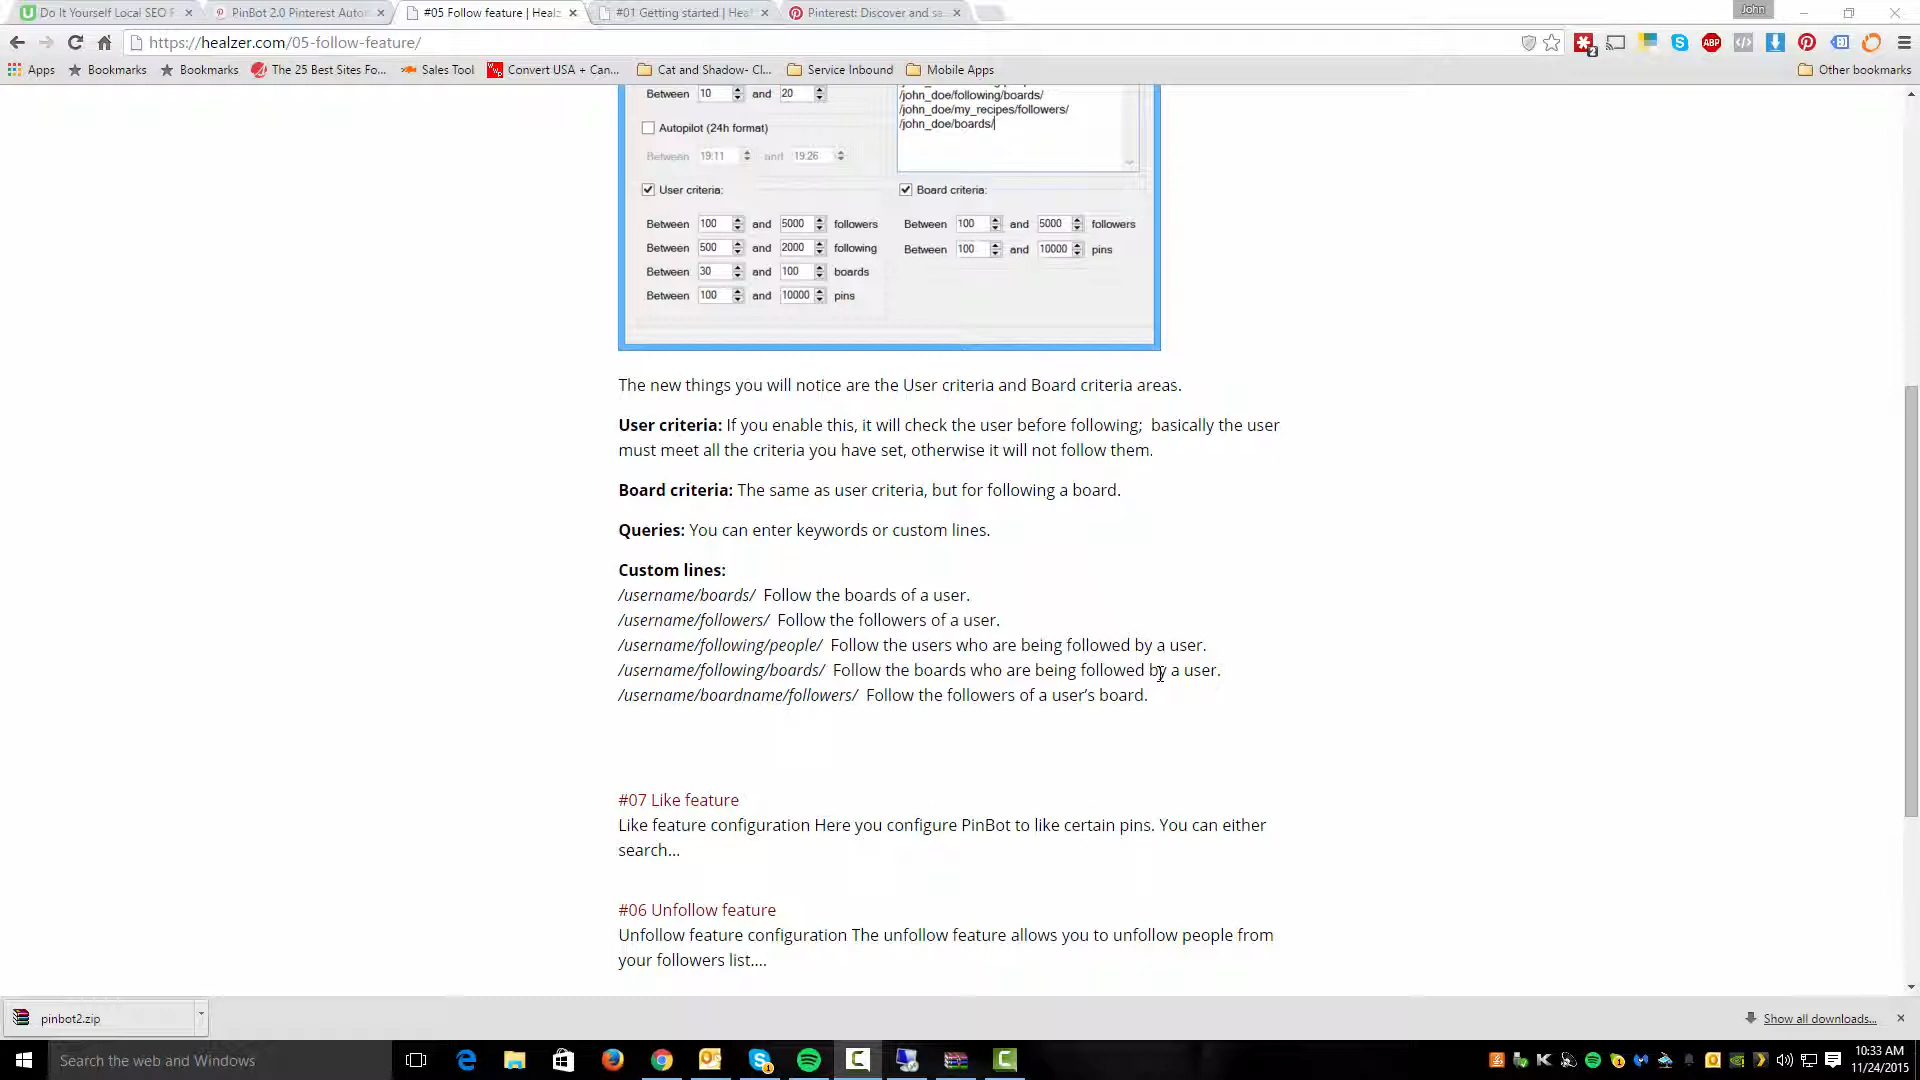 Do It Yourself Local SEO F
PinBot 2.0 Pinterest Auton
#05 Follow feature | Healz
#01 Getting started | Heal
Pinterest: Discover and sa
John
https://healzer.com/05-follow-feature/
ABP
2
Apps
Bookmarks
Bookmarks
The 25 Best Sites Fo...
Sales Tool
Convert USA + Can...
Cat and Shadow- Cl...
Service Inbound
Mobile Apps
Other bookmarks
Between 10 and 20
/john_doe/following/boards/
/john_doe/my_recipes/followers/
/john_doe/boards/
Autopilot (24h format)
Between 19:11 and 19:26
User criteria:
Board criteria:
Between 100 and 5000 followers
Between 100 and 5000 followers
Between 500 and 2000 following
Between 100 and 10000 pins
Between 30 and 100 boards
Between 100 and 10000 pins
The new things you will notice are the User criteria and Board criteria areas.
User criteria: If you enable this, it will check the user before following;  basically the user
must meet all the criteria you have set, otherwise it will not follow them.
Board criteria: The same as user criteria, but for following a board.
Queries: You can enter keywords or custom lines.
Custom lines:
/username/boards/  Follow the boards of a user.
/username/followers/  Follow the followers of a user.
/username/following/people/  Follow the users who are being followed by a user.
/username/following/boards/  Follow the boards who are being followed by a user.
/username/boardname/followers/  Follow the followers of a user’s board.
#07 Like feature
Like feature configuration Here you configure PinBot to like certain pins. You can either
search...
#06 Unfollow feature
Unfollow feature configuration The unfollow feature allows you to unfollow people from
your followers list....
pinbot2.zip
Show all downloads...
Search the web and Windows
10:33 AM
11/24/2015